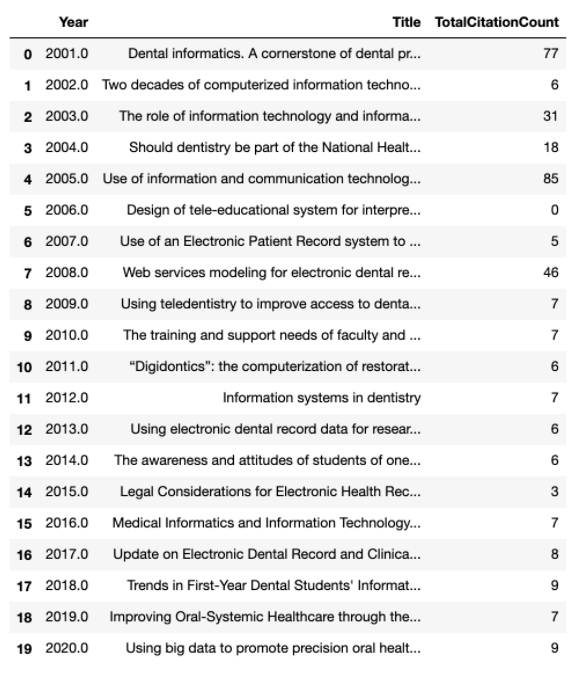 Year Title TotalCitationCount
0 2001.0 Dental informatics. A cornerstone of dental pr... 77
1 2002.0 Two decades of computerized information techno... 6
2 2003.0 The role of information technology and informa... 31
3 2004.0 Should dentistry be part of the National Healt... 18
4 2005.0 Use of information and communication technolog... 85
5 2006.0 Design of tele-educational system for interpre... 0
6 2007.0 Use of an Electronic Patient Record system to ... 5
7 2008.0 Web services modeling for electronic dental re... 46
8 2009.0 Using teledentistry to improve access to denta... 7
9 2010.0 The training and support needs of faculty and ... 7
10 2011.0 “Digidontics”: the computerization of restorat... 6
11 2012.0 Information systems in dentistry 7
12 2013.0 Using electronic dental record data for resear... 6
13 2014.0 The awareness and attitudes of students of one... 6
14 2015.0 Legal Considerations for Electronic Health Rec... 3
15 2016.0 Medical Informatics and Information Technology... 7
16 2017.0 Update on Electronic Dental Record and Clinica... 8
17 2018.0 Trends in First-Year Dental Students' Informat... 9
18 2019.0 Improving Oral-Systemic Healthcare through the... 7
19 2020.0 Using big data to promote precision oral healt... 9